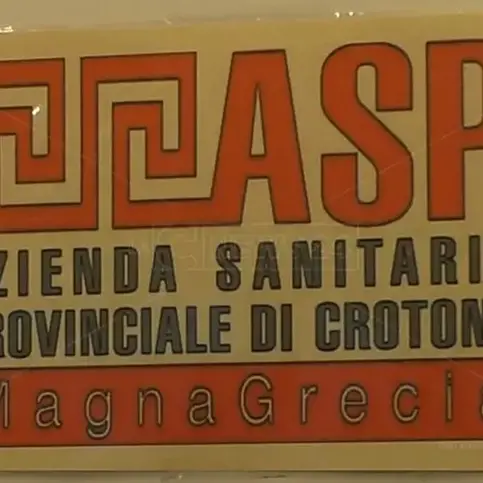 ASP
ZIENDA SANITARI
ROVINCIALE DI CROTON
MagnaGrecia